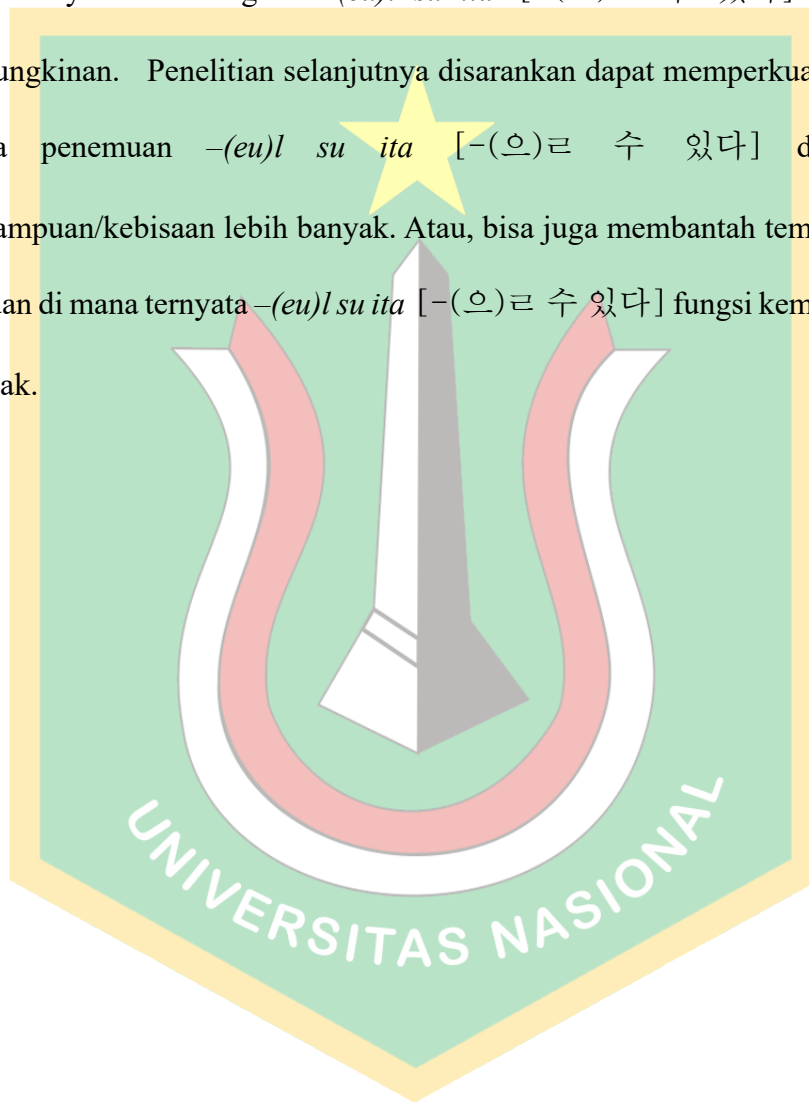 ungkinan. Penelitian selanjutnya disarankan dapat memperkua
a penemuan –(eu)l su ita [-(으)ㄹ 수 있다] d
ampuan/kebisaan lebih banyak. Atau, bisa juga membantah tem
an di mana ternyata –(eu)l su ita [-(으)ㄹ 수 있다] fungsi kem
ak.
UNIVERSITAS NASIONAL